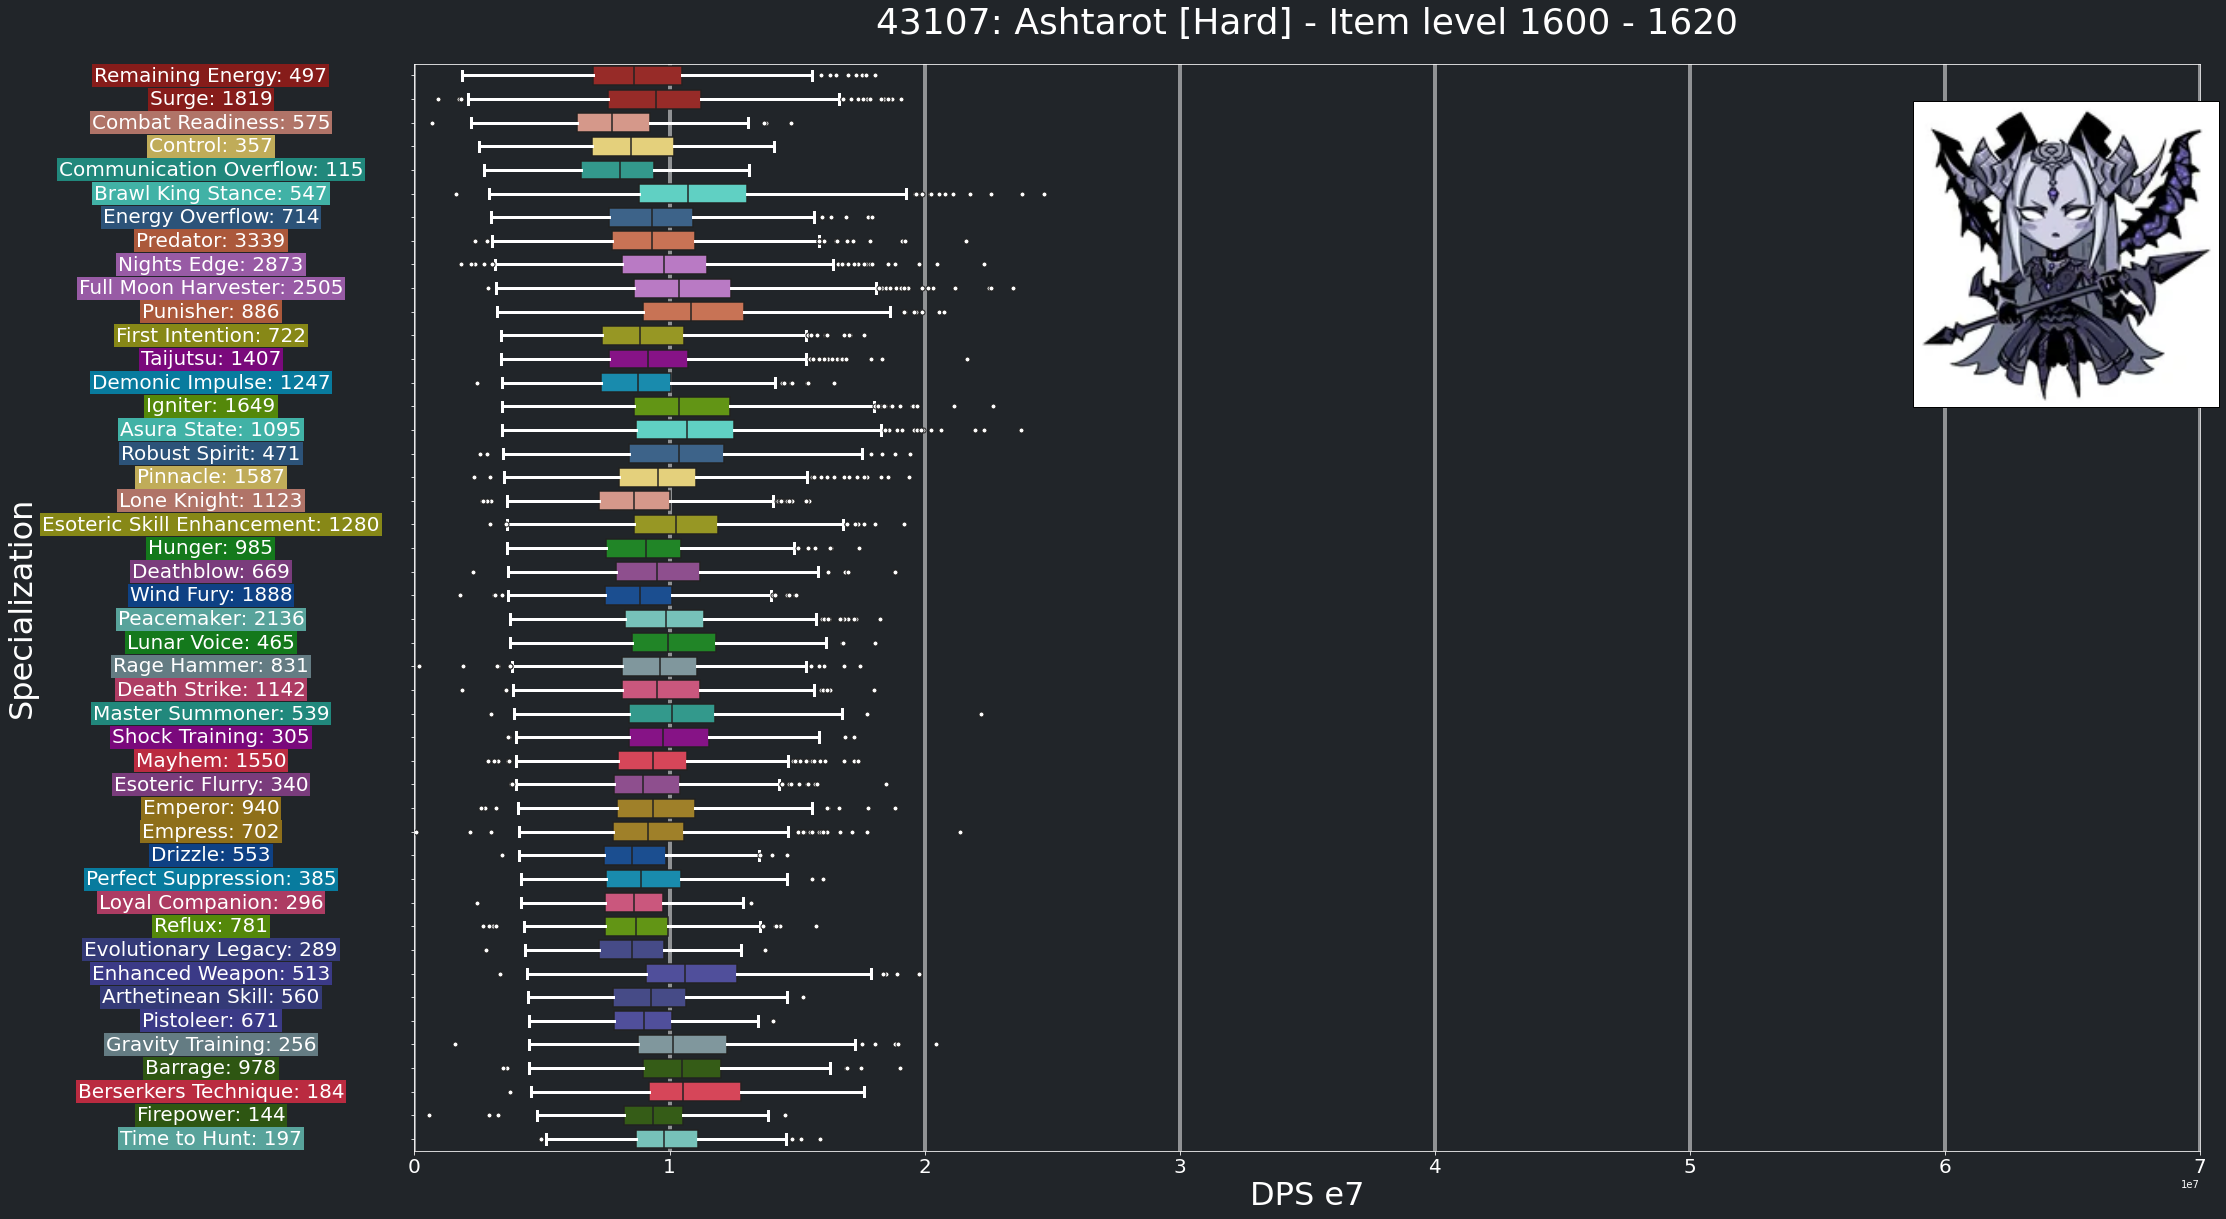 43107: Ashtarot [Hard] - Item level 1600 - 1620
Specialization
Remaining Energy: 497
Surge: 1819
Combat Readiness: 575
Control: 357
Communication Overflow: 115
Brawl King Stance: 547
Energy Overflow: 714
Predator: 3339
Nights Edge: 2873
Full Moon Harvester: 2505
Punisher: 886
First Intention: 722
Taijutsu: 1407
Demonic Impulse: 1247
Igniter: 1649
Asura State: 1095
Robust Spirit: 471
Pinnacle: 1587
Lone Knight: 1123
Esoteric Skill Enhancement: 1280
Hunger: 985
Deathblow: 669
Wind Fury: 1888
Peacemaker: 2136
Lunar Voice: 465
Rage Hammer: 831
Death Strike: 1142
Master Summoner: 539
Shock Training: 305
Mayhem: 1550
Esoteric Flurry: 340
Emperor: 940
Empress: 702
Drizzle: 553
Perfect Suppression: 385
Loyal Companion: 296
Reflux: 781
Evolutionary Legacy: 289
Enhanced Weapon: 513
Arthetinean Skill: 560
Pistoleer: 671
Gravity Training: 256
Barrage: 978
Berserkers Technique: 184
Firepower: 144
Time to Hunt: 197
0 1 2 3 4 5 6 7
1e7
DPS e7